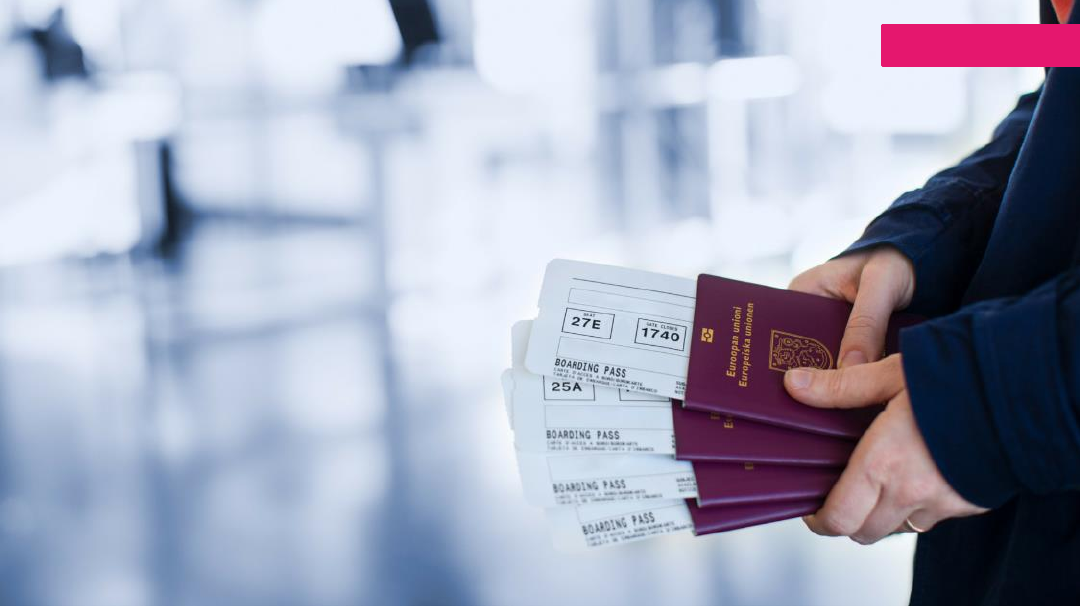 SEAT
27E
GATE CLOSES
1740
BOARDING PASS
Euroopan unioni
Europeiska unionen
25A
BOARDING PASS
BOARDING PASS
BOARDING PASS